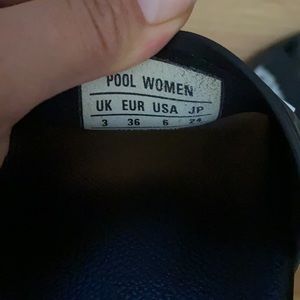 POOL WOMEN
UK EUR USA JP
3 36 6 24